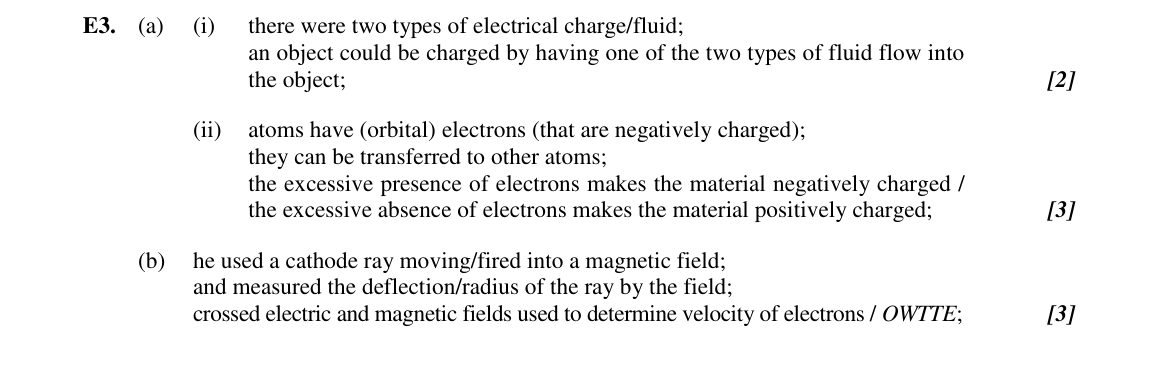 E3. (a) (i) there were two types of electrical charge/fluid;
an object could be charged by having one of the two types of fluid flow into
the object; [2]
(ii) atoms have (orbital) electrons (that are negatively charged);
they can be transferred to other atoms;
the excessive presence of electrons makes the material negatively charged /
the excessive absence of electrons makes the material positively charged; [3]
(b) he used a cathode ray moving/fired into a magnetic field;
and measured the deflection/radius of the ray by the field;
crossed electric and magnetic fields used to determine velocity of electrons / OWTTE; [3]